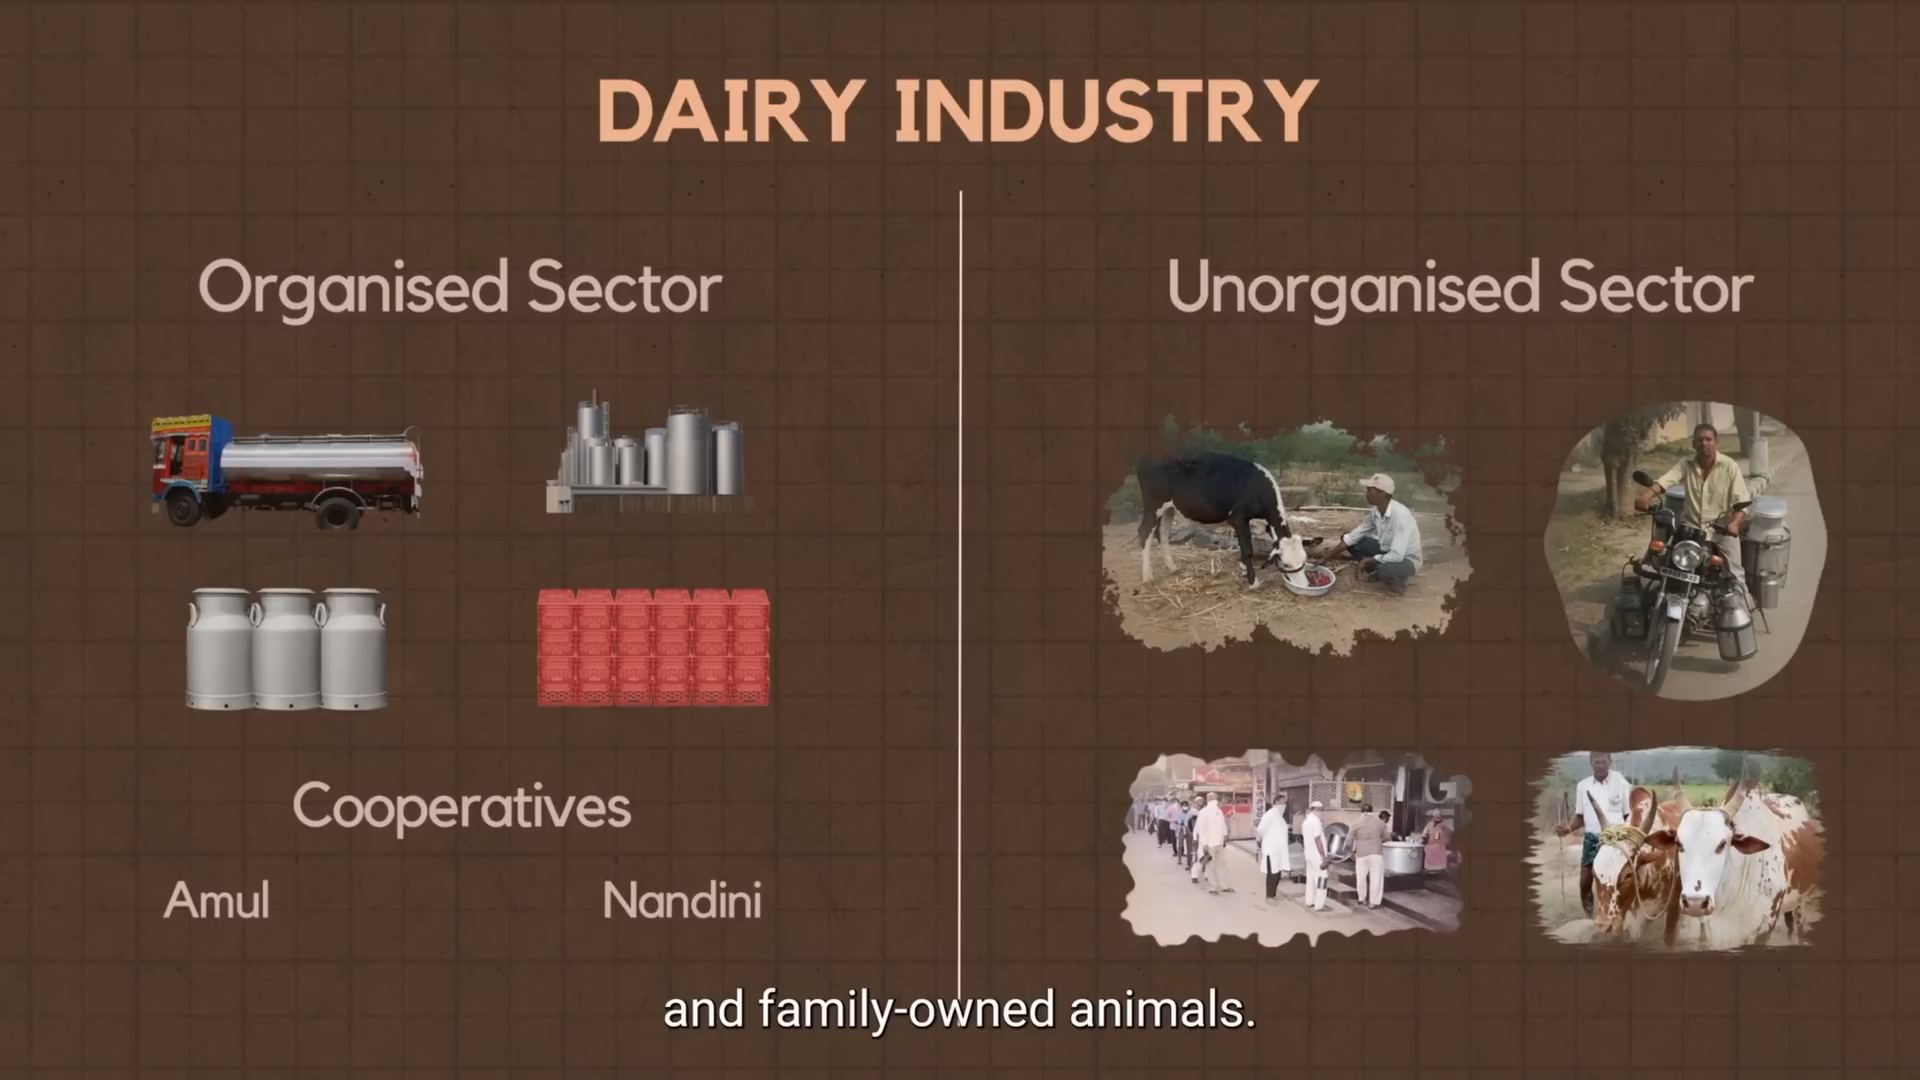 DAIRY INDUSTRY
Organised Sector
Unorganised Sector
Cooperatives
Amul
Nandini
and family-owned animals.